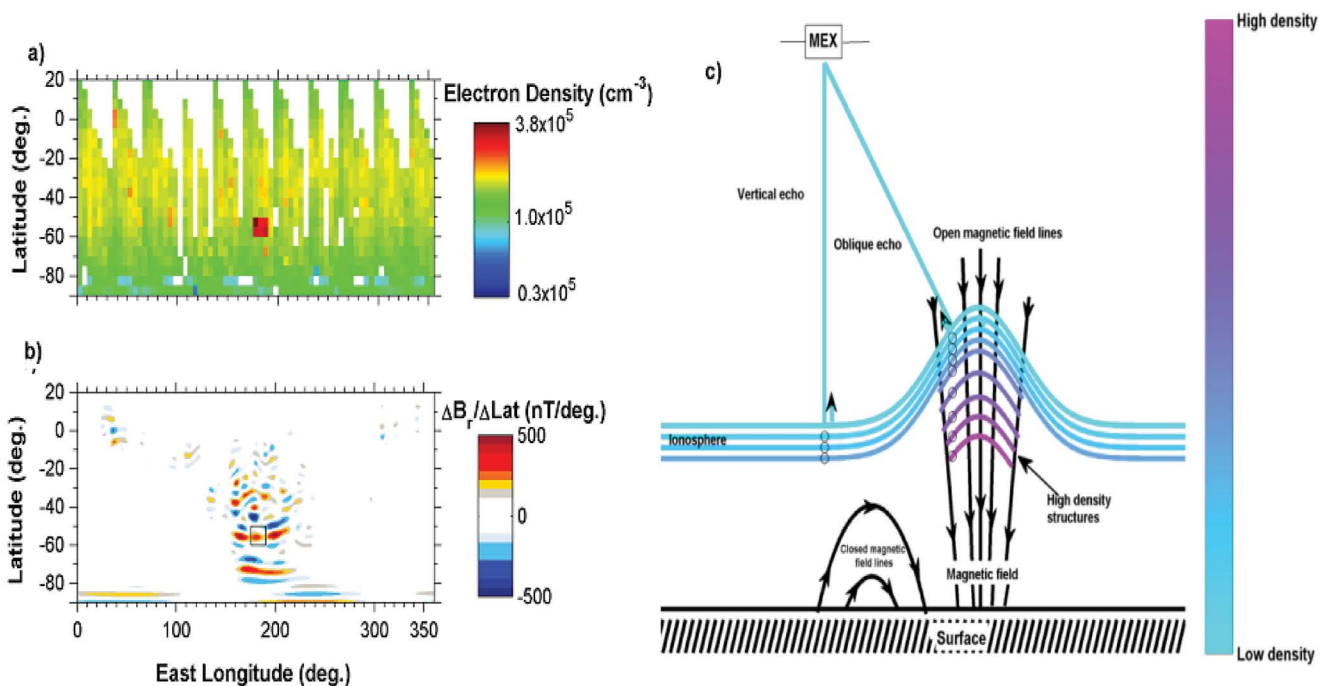 a)
20
0
-20
-40
-60
-80
Latitude (deg.)
Electron Density (cm⁻³)
3.8x10⁵
1.0x10⁵
0.3x10⁵
b)
20
0
-20
-40
-60
-80
Latitude (deg.)
0 100 200 300 350
East Longitude (deg.)
ΔBᵣ/ΔLat (nT/deg.)
500
0
-500
c)
MEX
Vertical echo
Oblique echo
Open magnetic field lines
Ionosphere
High density
structures
Closed magnetic
field lines
Magnetic field
Surface
High density
Low density